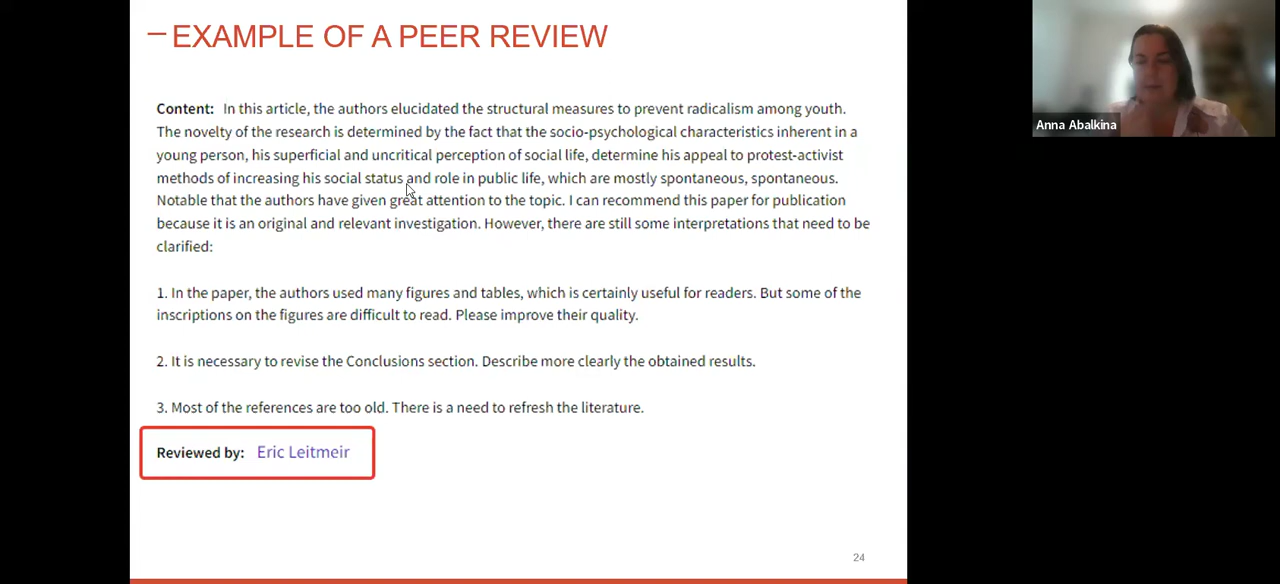 – EXAMPLE OF A PEER REVIEW
Anna Abalkina
Content: In this article, the authors elucidated the structural measures to prevent radicalism among youth.
The novelty of the research is determined by the fact that the socio-psychological characteristics inherent in a
young person, his superficial and uncritical perception of social life, determine his appeal to protest-activist
methods of increasing his social status and role in public life, which are mostly spontaneous, spontaneous.
Notable that the authors have given great attention to the topic. I can recommend this paper for publication
because it is an original and relevant investigation. However, there are still some interpretations that need to be
clarified:
1. In the paper, the authors used many figures and tables, which is certainly useful for readers. But some of the
inscriptions on the figures are difficult to read. Please improve their quality.
2. It is necessary to revise the Conclusions section. Describe more clearly the obtained results.
3. Most of the references are too old. There is a need to refresh the literature.
Reviewed by: Eric Leitmeir
24